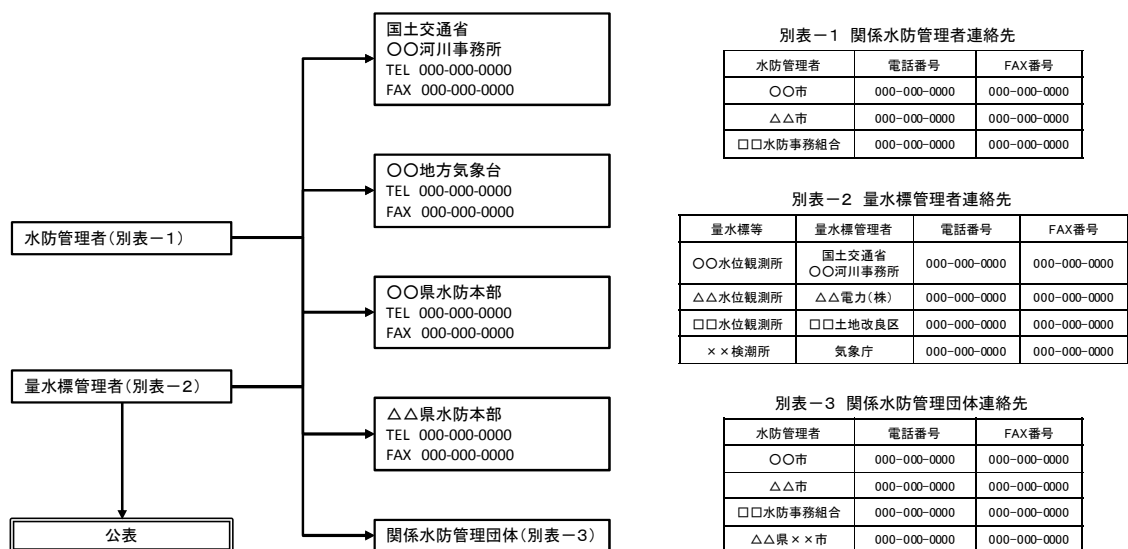 国土交通省
○○河川事務所
TEL 000-000-0000
FAX 000-000-0000
○○地方気象台
TEL 000-000-0000
FAX 000-000-0000
水防管理者(別表-1)
○○県水防本部
TEL 000-000-0000
FAX 000-000-0000
量水標管理者(別表-2)
△△県水防本部
TEL 000-000-0000
FAX 000-000-0000
公表
関係水防管理団体(別表-3)
別表-1 関係水防管理者連絡先
水防管理者 電話番号 FAX番号
○○市 000-000-0000 000-000-0000
△△市 000-000-0000 000-000-0000
□□水防事務組合 000-000-0000 000-000-0000
別表-2 量水標管理者連絡先
量水標等 量水標管理者 電話番号 FAX番号
○○水位観測所 国土交通省 ○○河川事務所 000-000-0000 000-000-0000
△△水位観測所 △△電力(株) 000-000-0000 000-000-0000
□□水位観測所 □□土地改良区 000-000-0000 000-000-0000
××検潮所 気象庁 000-000-0000 000-000-0000
別表-3 関係水防管理団体連絡先
水防管理者 電話番号 FAX番号
○○市 000-000-0000 000-000-0000
△△市 000-000-0000 000-000-0000
□□水防事務組合 000-000-0000 000-000-0000
△△県××市 000-000-0000 000-000-0000